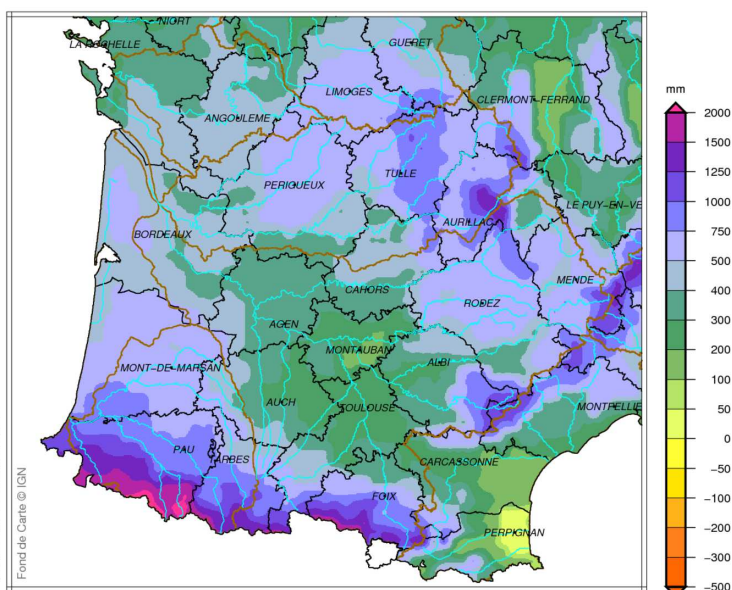 NIORT
LA ROCHELLE
GUERET
LIMOGES
CLERMONT-FERRAND
ANGOULEME
TULLE
PERIGUEUX
LE PUY-EN-VE
AURILLAC
BORDEAUX
MENDE
CAHORS
RODEZ
AGEN
MONTAUBAN
ALBI
MONT-DE-MARSAN
AUCH
TOULOUSE
MONTPELLIE
PAU
TARBES
CARCASSONNE
FOIX
PERPIGNAN
Fond de Carte © IGN
mm
2000
1500
1250
1000
750
500
400
300
200
100
50
0
-50
-100
-200
-300
-500